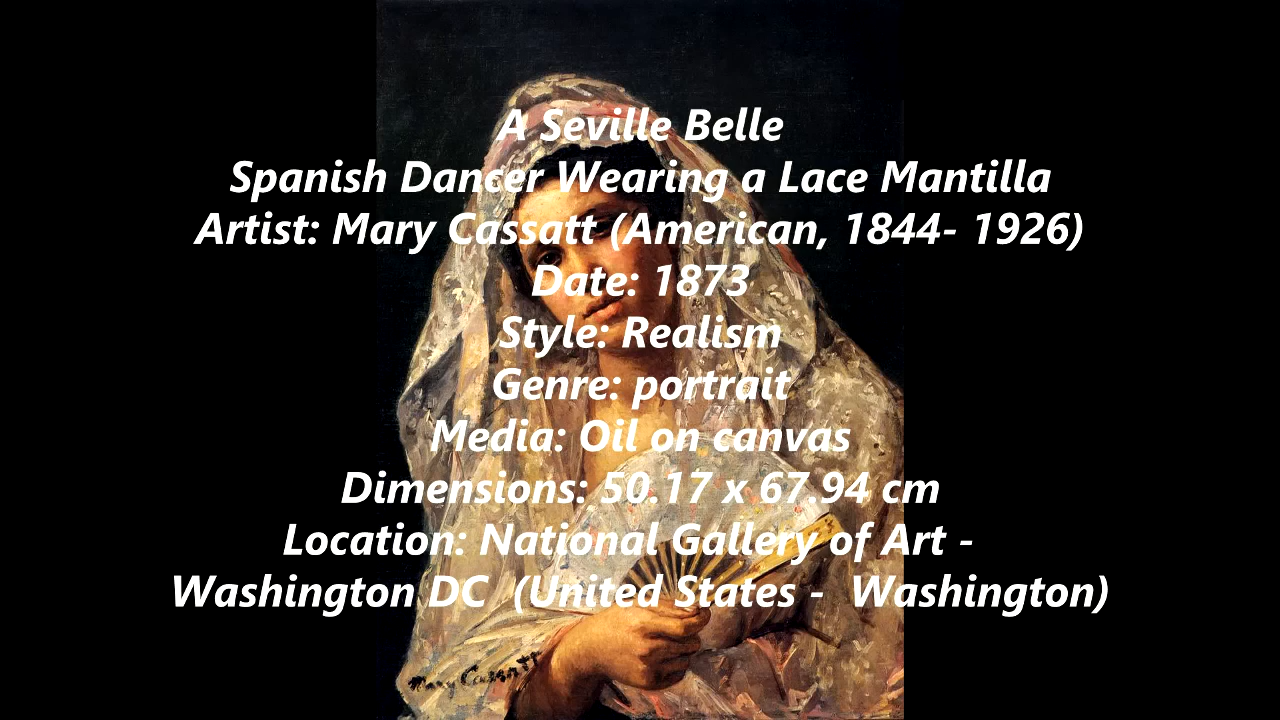 A Seville Belle
Spanish Dancer Wearing a Lace Mantilla
Artist: Mary Cassatt (American, 1844- 1926)
Date: 1873
Style: Realism
Genre: portrait
Media: Oil on canvas
Dimensions: 50.17 x 67.94 cm
Location: National Gallery of Art -
Washington DC  (United States -  Washington)
Mary Cassatt